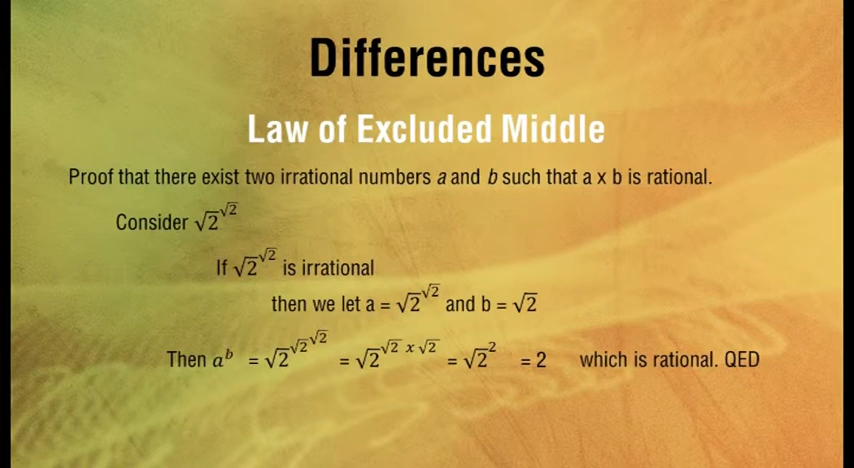 Differences
Law of Excluded Middle
Proof that there exist two irrational numbers a and b such that a x b is rational.
Consider √2^√2
If √2^√2 is irrational
then we let a = √2^√2 and b = √2
Then a^b = √2^√2^√2 = √2^√2 x √2 = √2^2 = 2 which is rational. QED